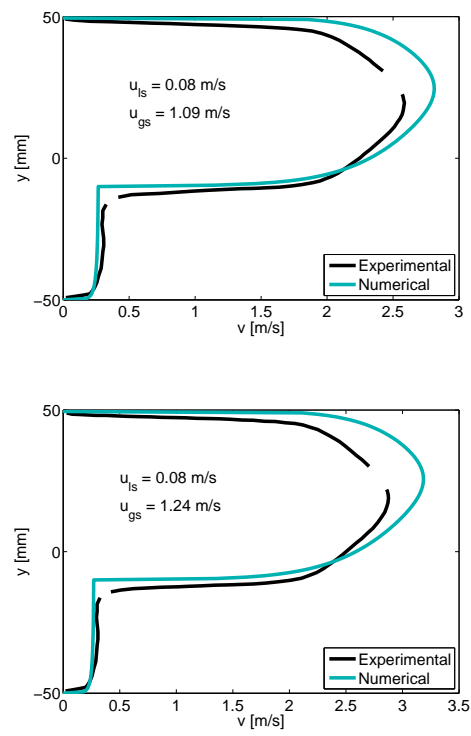 50
u_ls = 0.08 m/s
u_gs = 1.09 m/s
y [mm]
0
Experimental
Numerical
−50
0 0.5 1 1.5 2 2.5 3
v [m/s]
50
u_ls = 0.08 m/s
u_gs = 1.24 m/s
y [mm]
0
Experimental
Numerical
−50
0 0.5 1 1.5 2 2.5 3 3.5
v [m/s]